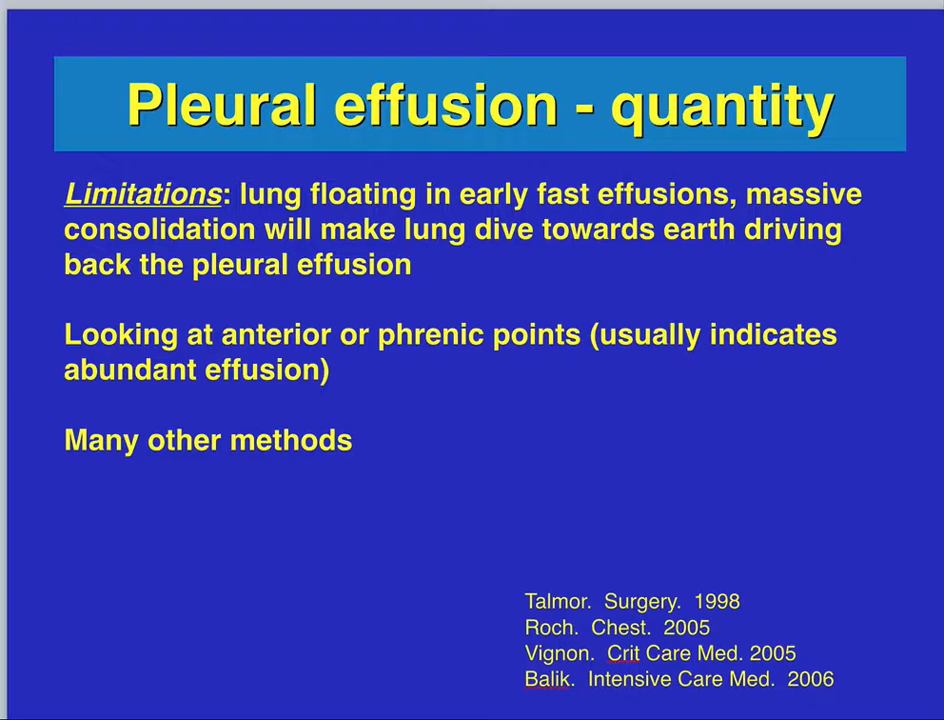 Pleural effusion - quantity
Limitations: lung floating in early fast effusions, massive
consolidation will make lung dive towards earth driving
back the pleural effusion
Looking at anterior or phrenic points (usually indicates
abundant effusion)
Many other methods
Talmor. Surgery. 1998
Roch. Chest. 2005
Vignon. Crit Care Med. 2005
Balik. Intensive Care Med. 2006